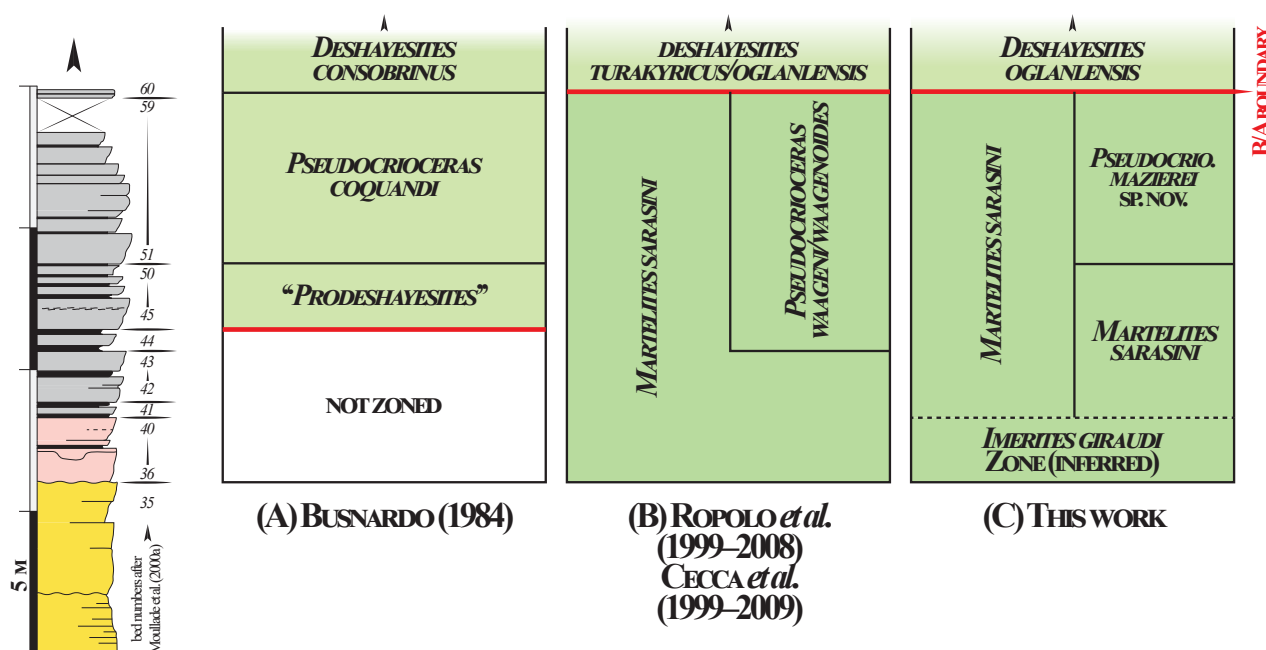 60
59
51
50
45
44
43
42
41
40
36
35
5 M
bed numbers after
Moullade et al. (2000a)
DESHAYESITES
CONSOBRINUS
PSEUDOCRIOCERAS
COQUANDI
“PRODESHAYESITES”
NOT ZONED
(A) BUSNARDO (1984)
DESHAYESITES
TURAKYRICUS/OGLANLENSIS
MARTELITES SARASINI
PSEUDOCRIOCERAS
WAAGENI/WAAGENOIDES
(B) ROPOLO et al.
(1999–2008)
CECCA et al.
(1999–2009)
DESHAYESITES
OGLANLENSIS
MARTELITES SARASINI
PSEUDOCRIO.
MAZIEREI
SP. NOV.
MARTELITES
SARASINI
IMERITES GIRAUDI
ZONE (INFERRED)
(C) THIS WORK
B/A BOUNDARY